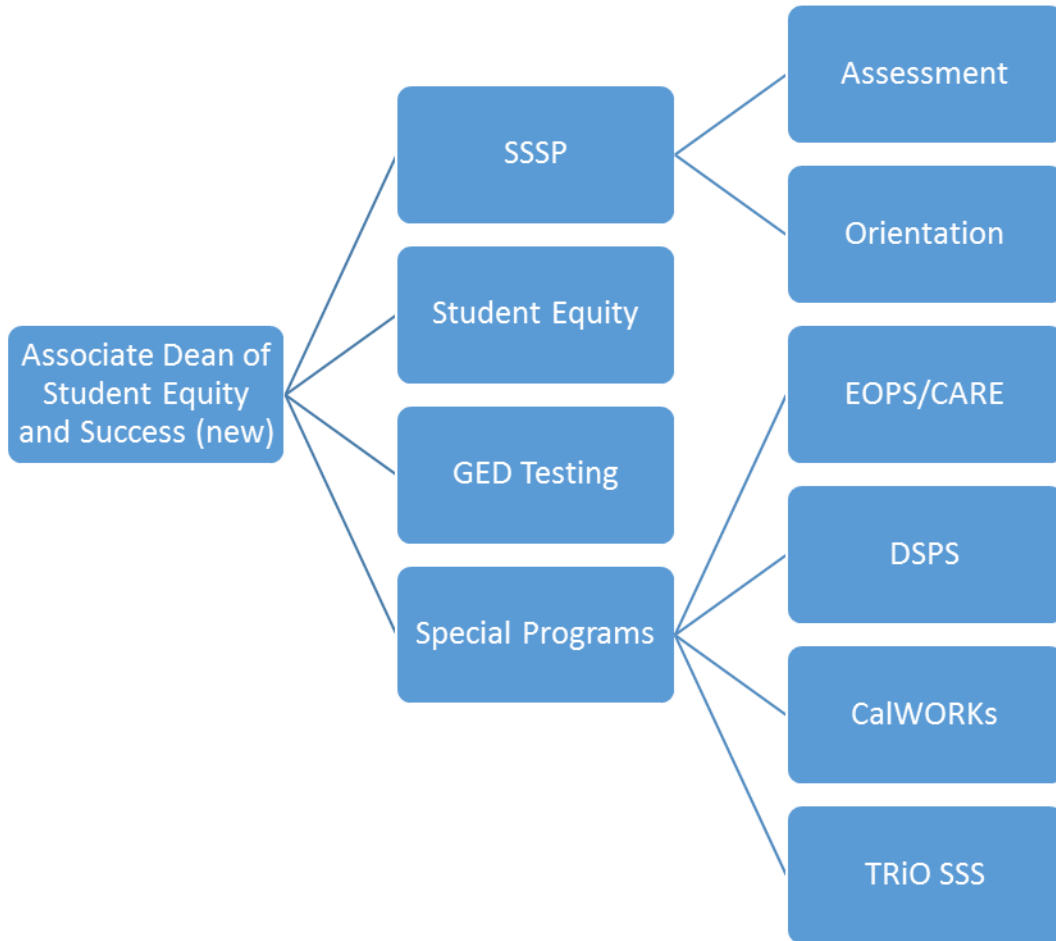 Associate Dean of
Student Equity
and Success (new)
SSSP
Student Equity
GED Testing
Special Programs
Assessment
Orientation
EOPS/CARE
DSPS
CalWORKs
TRiO SSS